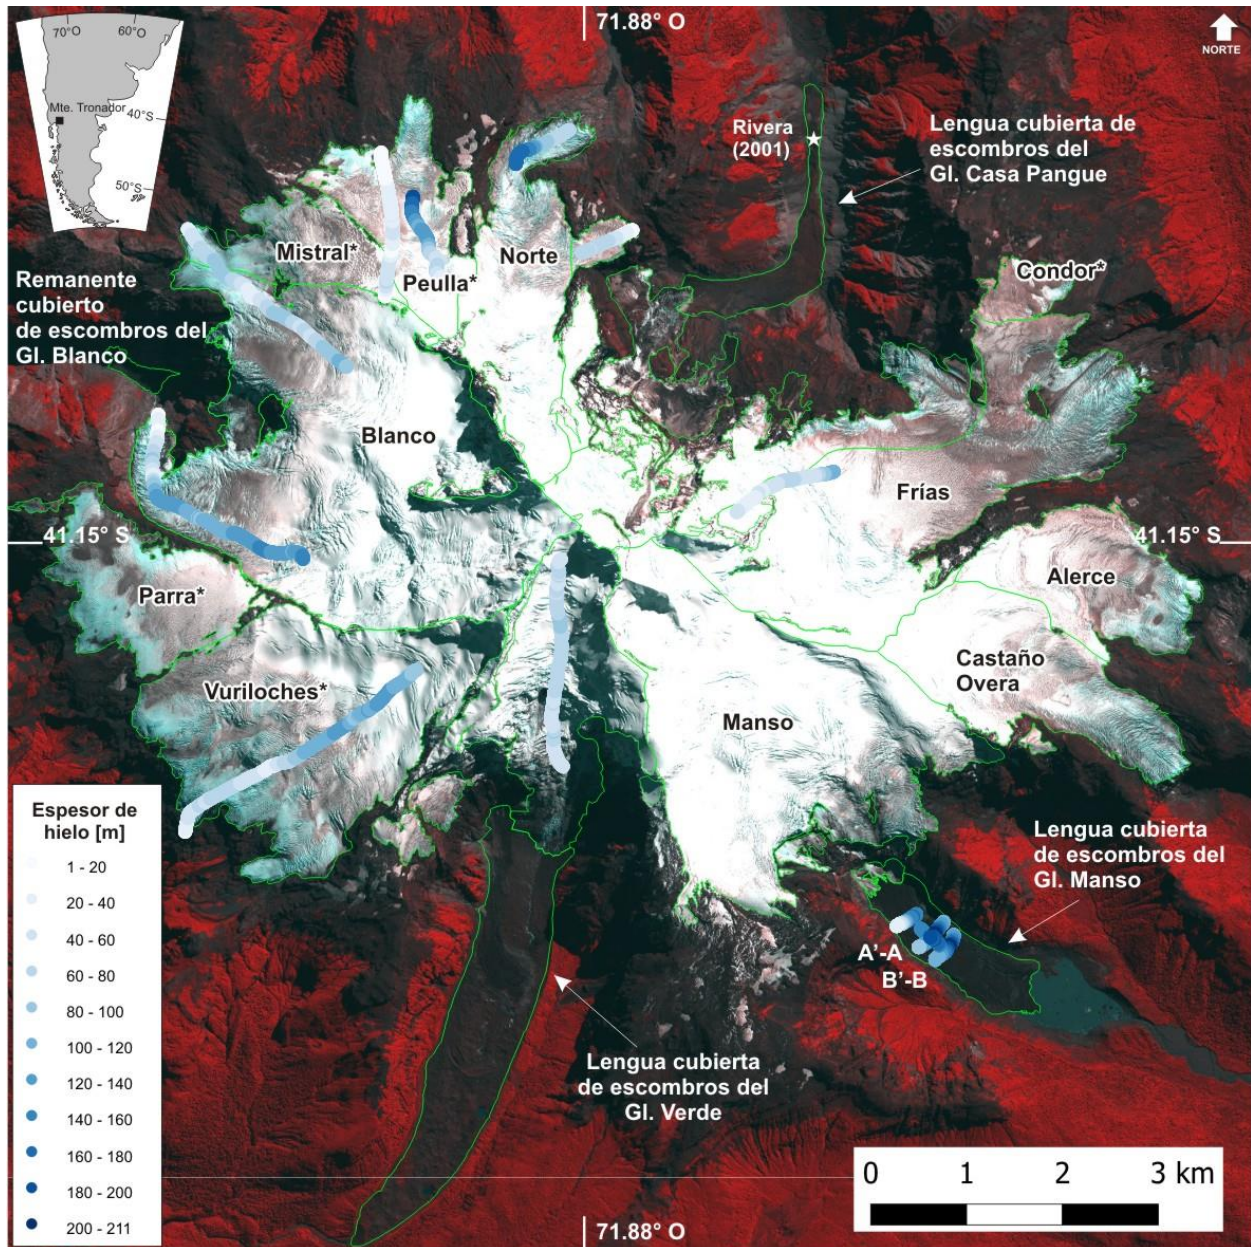 71.88° O
NORTE
70°O
60°O
Mte. Tronador
40°S
50°S
Rivera
(2001)
Lengua cubierta de
escombros del
Gl. Casa Pangue
Mistral*
Norte
Peulla*
Condor*
Remanente
cubierto
de escombros del
Gl. Blanco
Blanco
Frías
41.15° S
41.15° S
Parra*
Alerce
Castaño
Overa
Vuriloches*
Manso
Espesor de
hielo [m]
1 - 20
20 - 40
40 - 60
60 - 80
80 - 100
100 - 120
120 - 140
140 - 160
160 - 180
180 - 200
200 - 211
Lengua cubierta
de escombros del
Gl. Manso
A’-A
B’-B
Lengua cubierta
de escombros del
Gl. Verde
0 1 2 3 km
71.88° O